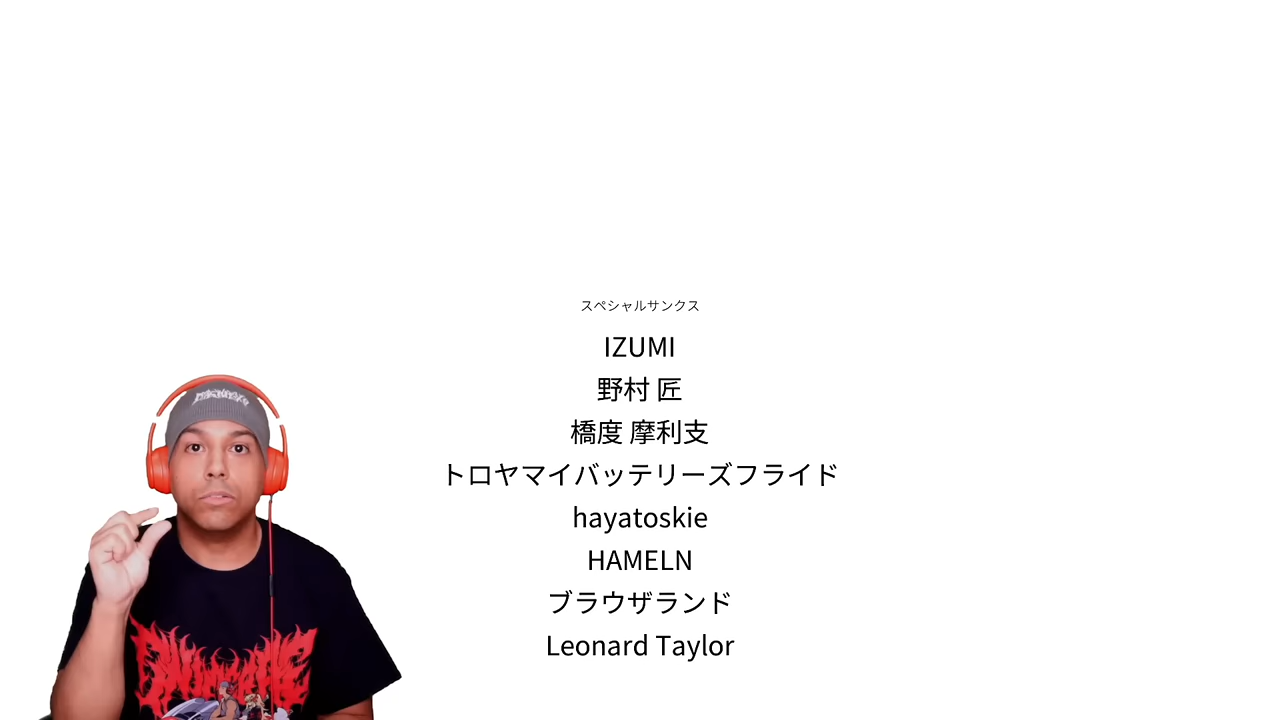 スペシャルサンクス
IZUMI
野村 匠
橋度 摩利支
トロヤマイバッテリーズフライド
hayatoskie
HAMELN
ブラウザランド
Leonard Taylor